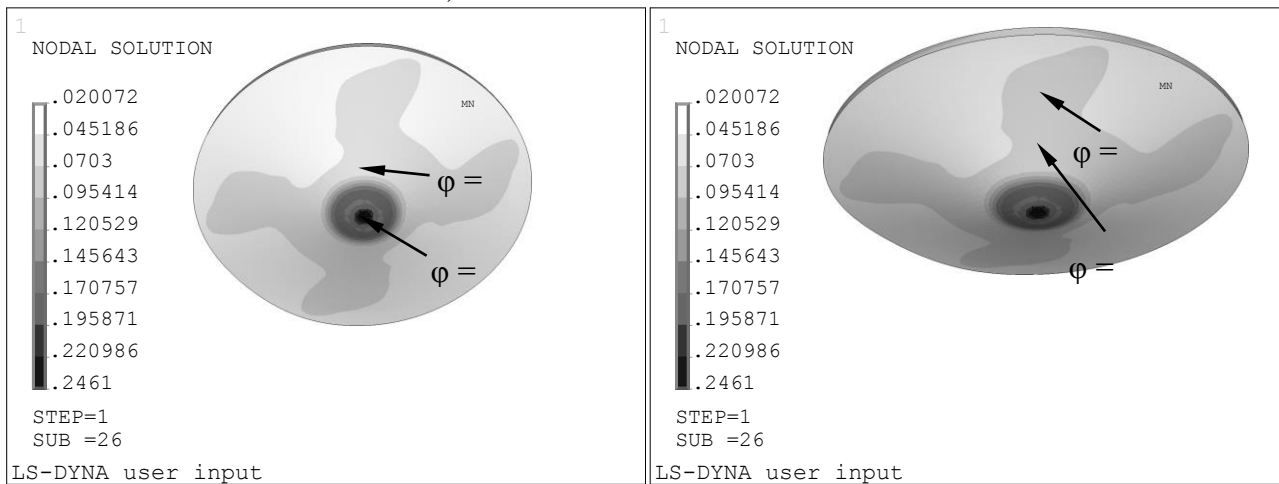 1
NODAL SOLUTION
MN
.020072
.045186
.0703
.095414
.120529
.145643
.170757
.195871
.220986
.2461
φ =
φ =
STEP=1
SUB =26
LS-DYNA user input
1
NODAL SOLUTION
MN
.020072
.045186
.0703
.095414
.120529
.145643
.170757
.195871
.220986
.2461
φ =
φ =
STEP=1
SUB =26
LS-DYNA user input